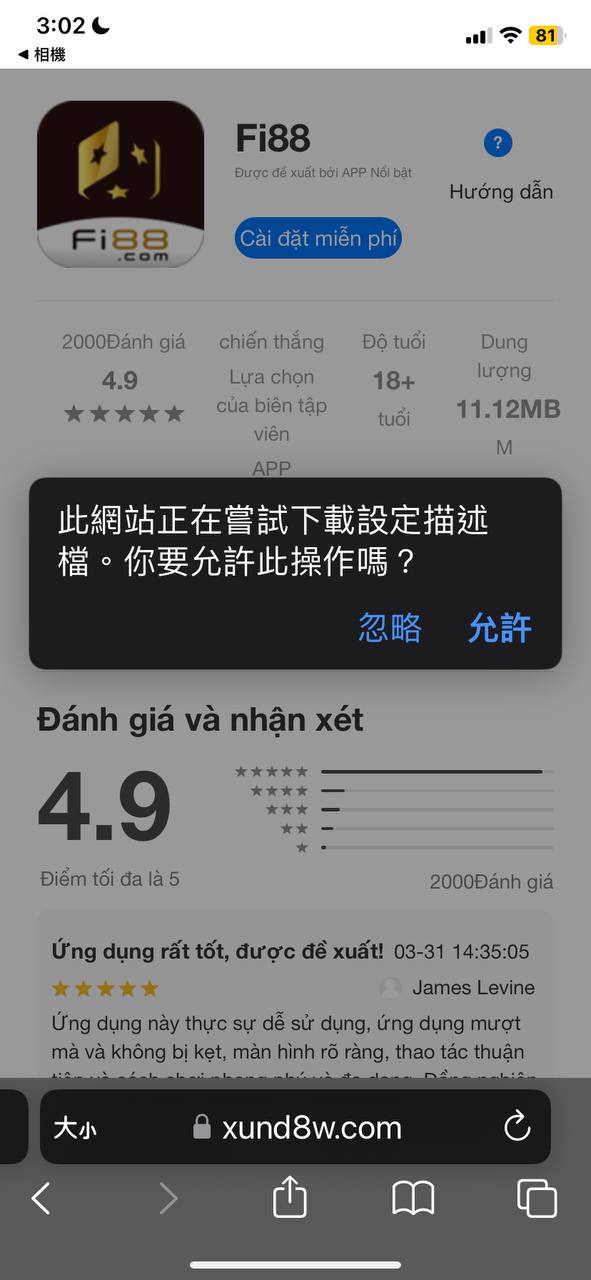 3:02
81
◀ 相機
Fi88
.com
Fi88
Được đề xuất bởi APP Nổi bật
Cài đặt miễn phí
?
Hướng dẫn
2000Đánh giá
4.9
★★★★★
chiến thắng
Lựa chọn
của biên tập
viên
APP
Độ tuổi
18+
tuổi
Dung
lượng
11.12MB
M
此網站正在嘗試下載設定描述
檔。你要允許此操作嗎？
忽略 允許
Đánh giá và nhận xét
4.9
Điểm tối đa là 5
★★★★★
★★★★
★★★
★★
★
2000Đánh giá
Ứng dụng rất tốt, được đề xuất! 03-31 14:35:05
★★★★★ James Levine
Ứng dụng này thực sự dễ sử dụng, ứng dụng mượt
mà và không bị kẹt, màn hình rõ ràng, thao tác thuận
大小 xund8w.com